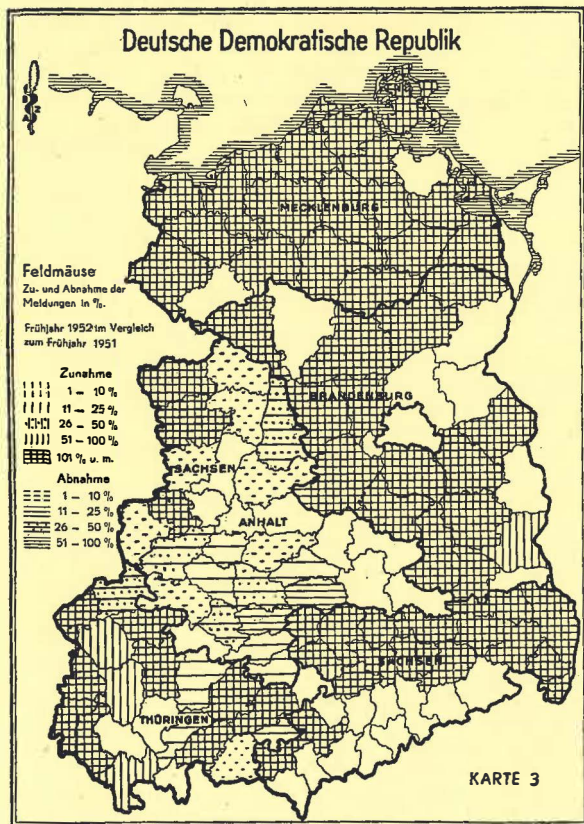 Deutsche Demokratische Republik
MECKLENBURG
Feldmäuse
Zu- und Abnahme der
Meldungen in %.
Frühjahr 1952 im Vergleich
zum Frühjahr 1951
Zunahme
1 – 10 %
11 – 25 %
26 – 50 %
51 – 100 %
101 % u. m.
Abnahme
1 – 10 %
11 – 25 %
26 – 50 %
51 – 100 %
BRANDENBURG
SACHSEN
ANHALT
SACHSEN
THÜRINGEN
KARTE 3